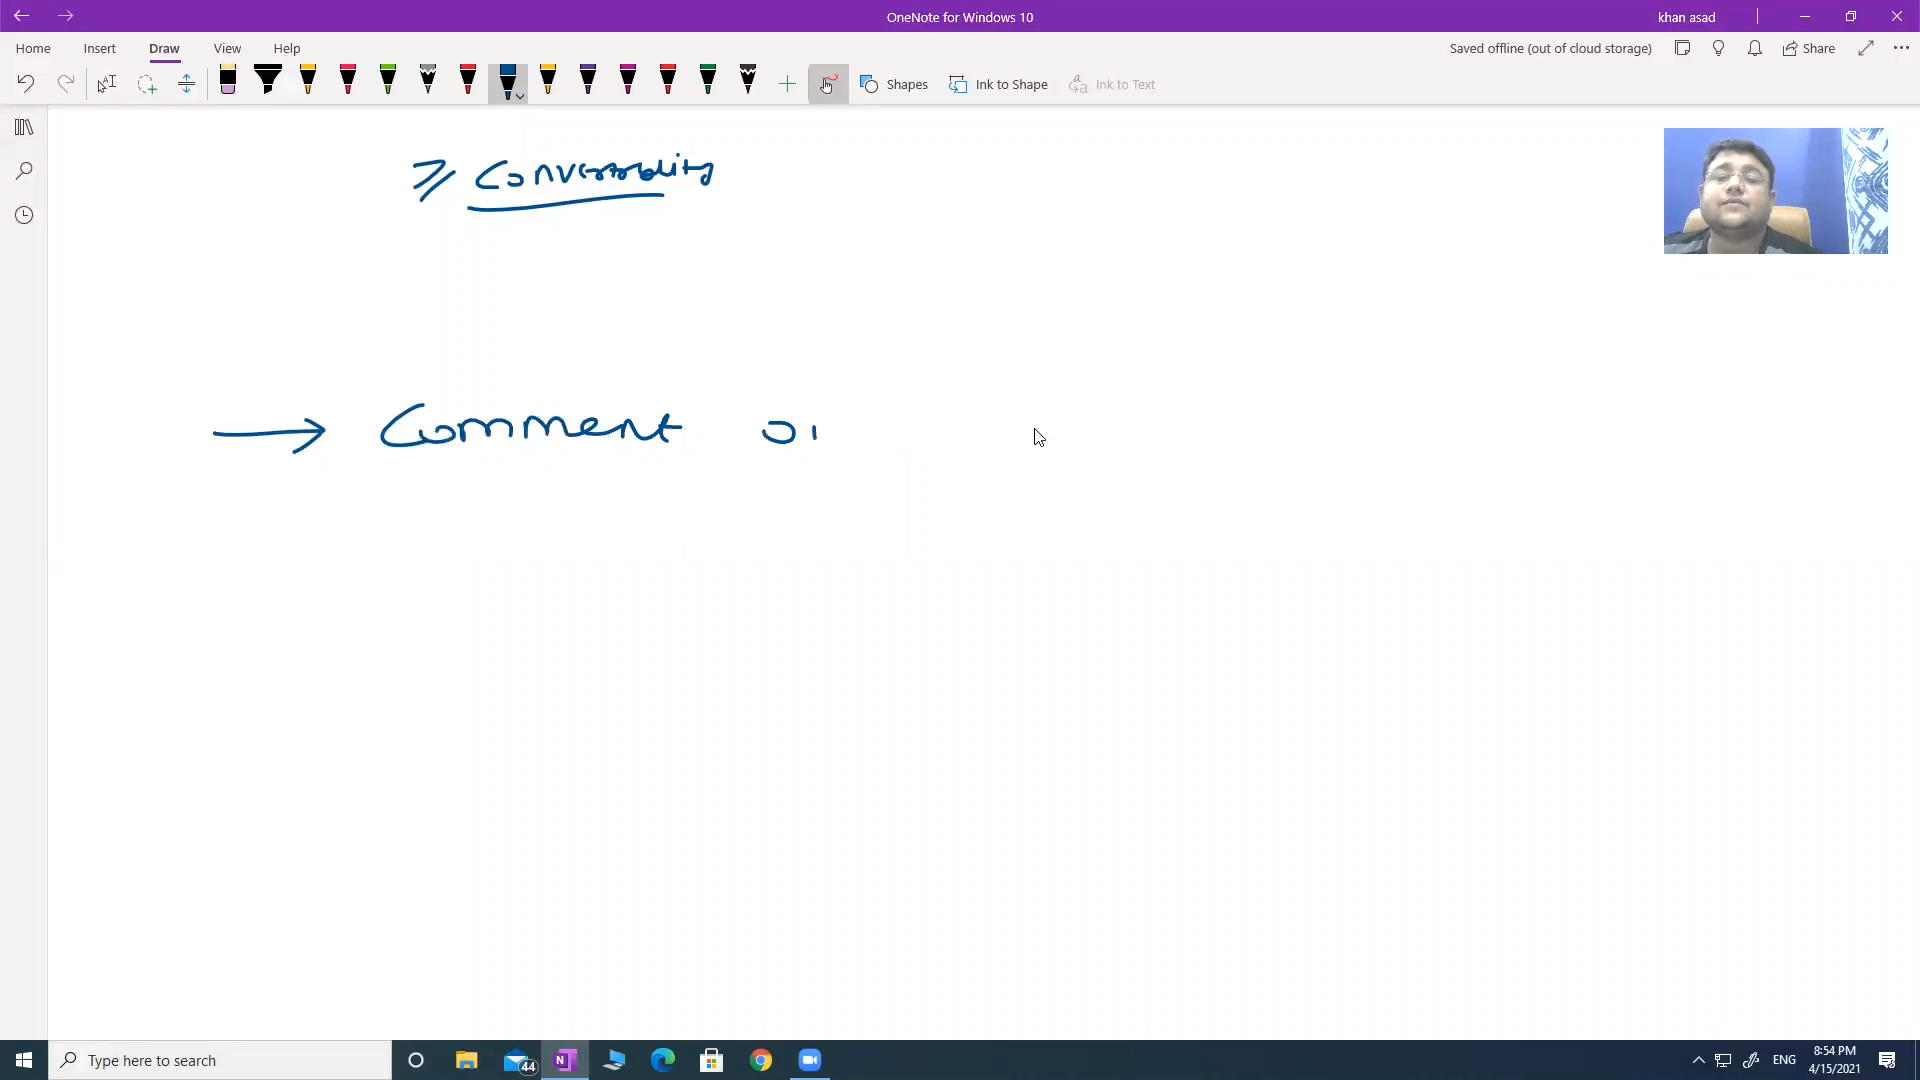 OneNote for Windows 10
khan asad
Home Insert Draw View Help
Saved offline (out of cloud storage)
Share
Shapes
Ink to Shape
Ink to Text
Comment
Type here to search
44
ENG
8:54 PM
4/15/2021